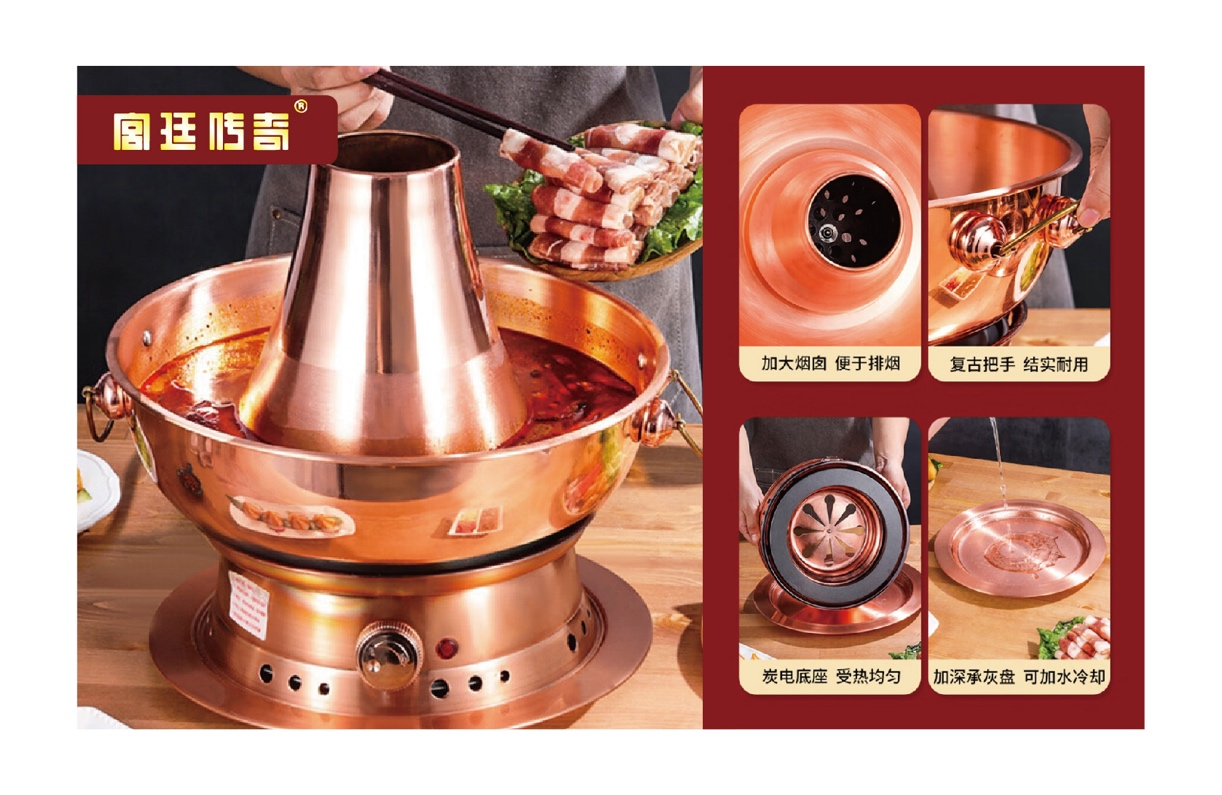 宫廷传奇®
加大烟囱 便于排烟
复古把手 结实耐用
炭电底座 受热均匀
加深承灰盘 可加水冷却